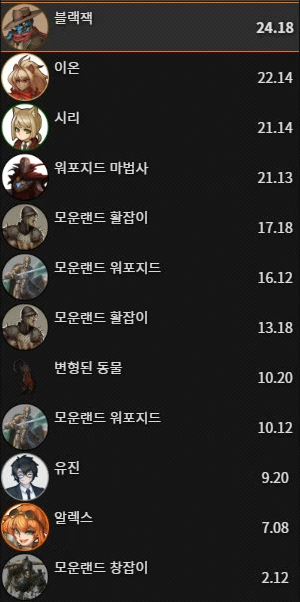 블랙잭 24.18
이온 22.14
시리 21.14
워포지드 마법사 21.13
모운랜드 활잡이 17.18
모운랜드 워포지드 16.12
모운랜드 활잡이 13.18
변형된 동물 10.20
모운랜드 워포지드 10.12
유진 9.20
알렉스 7.08
모운랜드 창잡이 2.12